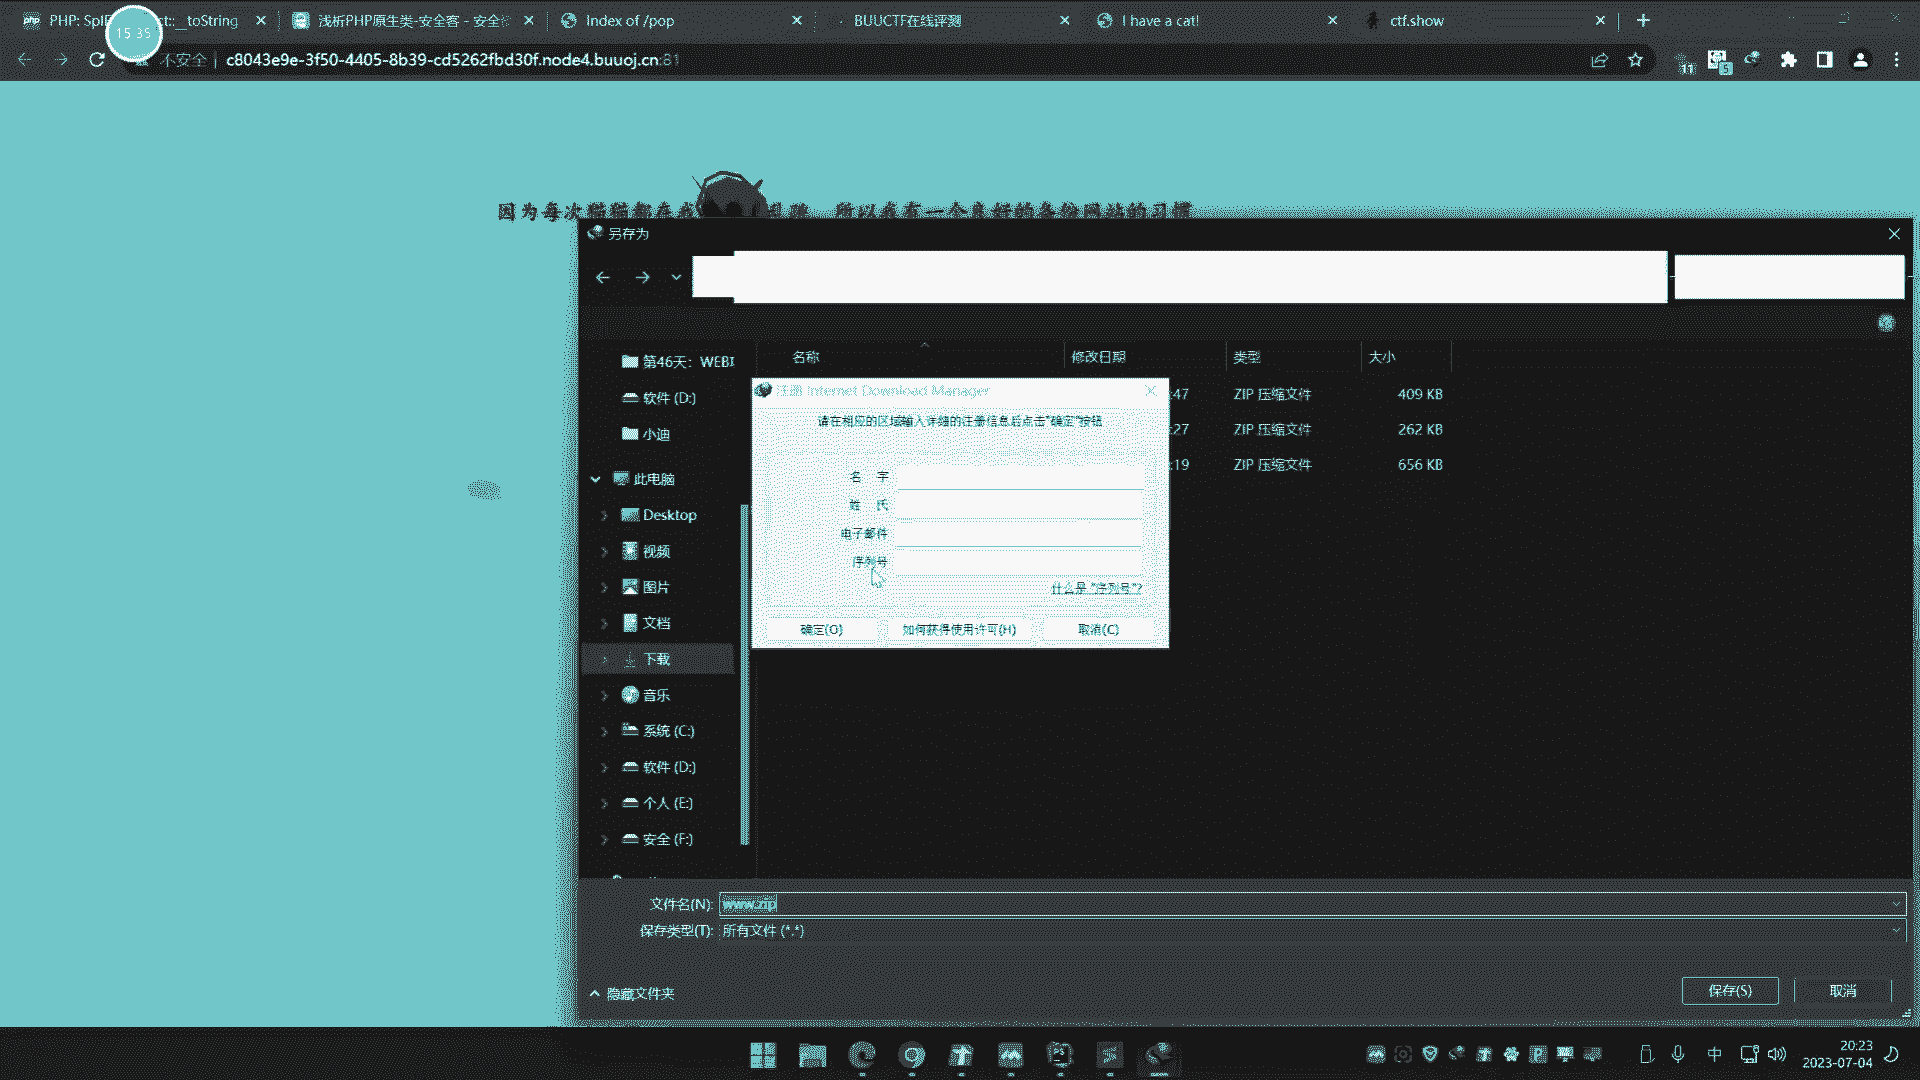 PHP: Spl
ct::__toString
浅析PHP原生类-安全客 - 安全
Index of /pop
BUUCTF在线评测
I have a cat!
ctf.show
15 35
不安全
c8043e9e-3f50-4405-8b39-cd5262fbd30f.node4.buuoj.cn:81
11
5
因为每次猫猫都在我
所以我有一个良好的备份网站的习惯
另存为
第46天：WEB
名称
修改日期
类型
大小
软件 (D:)
:47
ZIP 压缩文件
409 KB
小迪
:27
ZIP 压缩文件
262 KB
:19
ZIP 压缩文件
656 KB
注册 Internet Download Manager
请在相应的区域输入详细的注册信息后点击"确定"按钮
名 字
姓 氏
电子邮件
序列号
什么是 "序列号"?
确定(O)
如何获得使用许可(H)
取消(C)
此电脑
Desktop
视频
图片
文档
下载
音乐
系统 (C:)
软件 (D:)
个人 (E:)
安全 (F:)
文件名(N):
www.zip
保存类型(T):
所有文件 (*.*)
隐藏文件夹
保存(S)
取消
中
20:23
2023-07-04